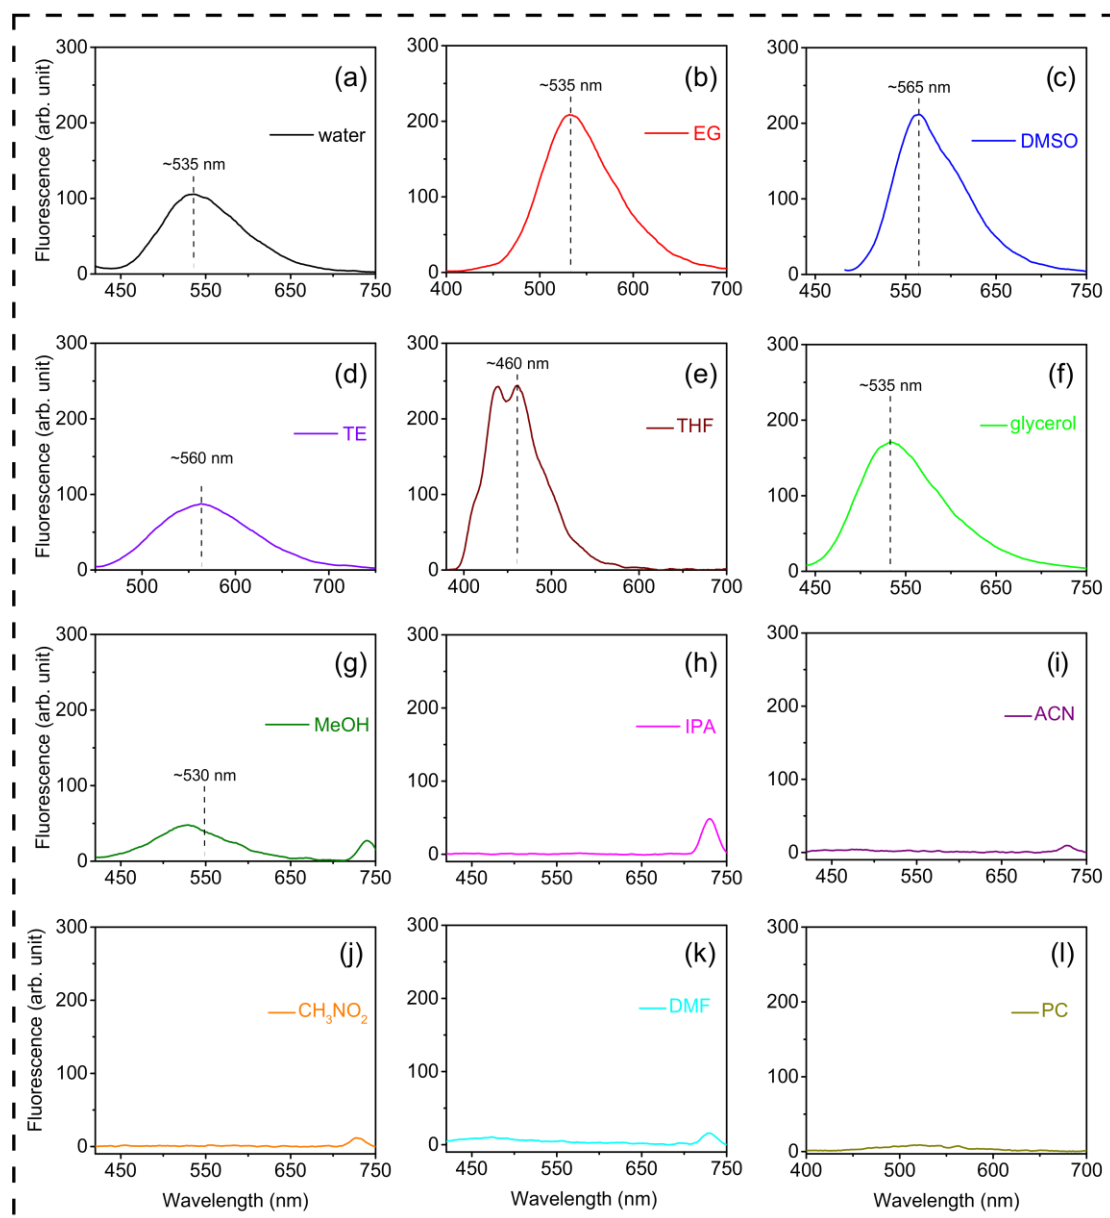 300
200
100
0
Fluorescence (arb. unit)
(a)
water
~535 nm
450 550 650 750
300
200
100
0
(b)
EG
~535 nm
400 500 600 700
300
200
100
0
(c)
DMSO
~565 nm
450 550 650 750
300
200
100
0
Fluorescence (arb. unit)
(d)
TE
~560 nm
500 600 700
300
200
100
0
(e)
THF
~460 nm
400 500 600 700
300
200
100
0
(f)
glycerol
~535 nm
450 550 650 750
300
200
100
0
Fluorescence (arb. unit)
(g)
MeOH
~530 nm
450 550 650 750
300
200
100
0
(h)
IPA
450 550 650 750
300
200
100
0
(i)
ACN
450 550 650 750
300
200
100
0
Fluorescence (arb. unit)
(j)
CH₃NO₂
450 550 650 750
Wavelength (nm)
300
200
100
0
(k)
DMF
450 550 650 750
Wavelength (nm)
300
200
100
0
(l)
PC
400 500 600 700
Wavelength (nm)